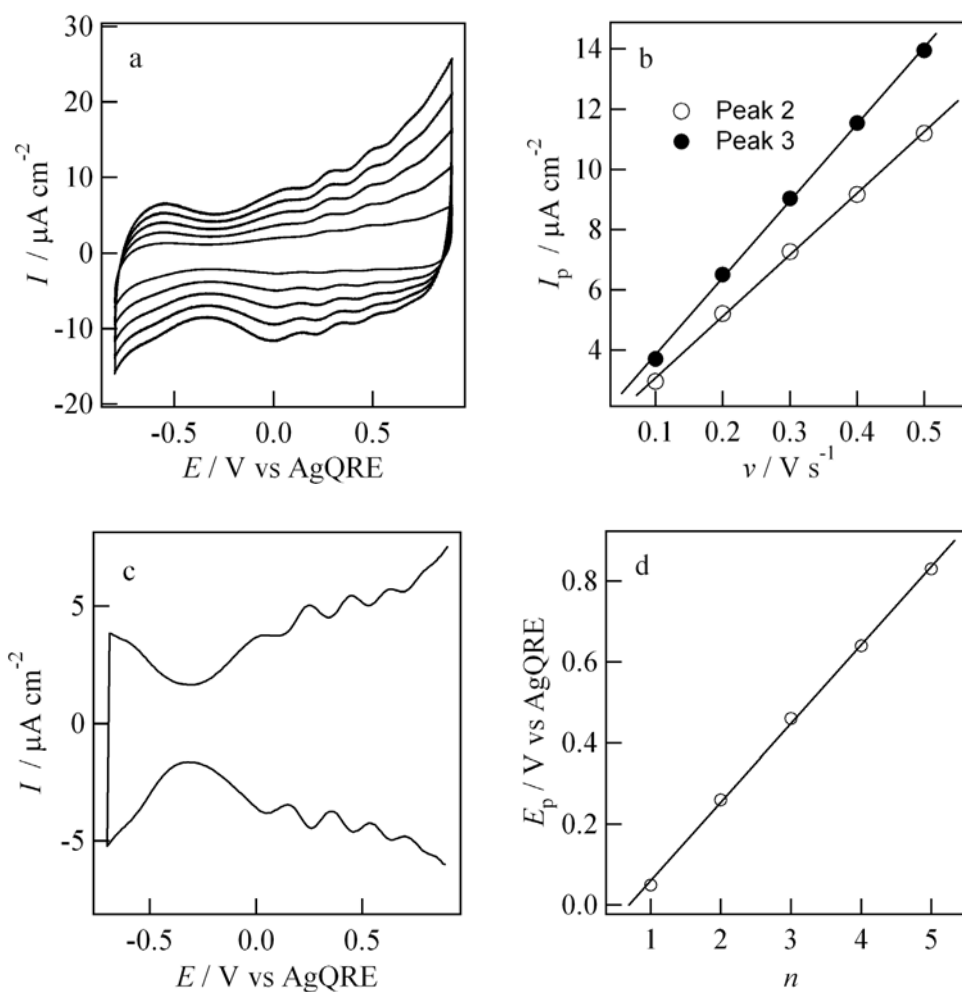 a
30
20
10
0
-10
-20
I / µA cm⁻²
-0.5 0.0 0.5
E / V vs AgQRE
b
14
12
10
8
6
4
Iₚ / µA cm⁻²
Peak 2
Peak 3
0.1 0.2 0.3 0.4 0.5
v / V s⁻¹
c
5
0
-5
I / µA cm⁻²
-0.5 0.0 0.5
E / V vs AgQRE
d
0.8
0.6
0.4
0.2
0.0
Eₚ / V vs AgQRE
1 2 3 4 5
n